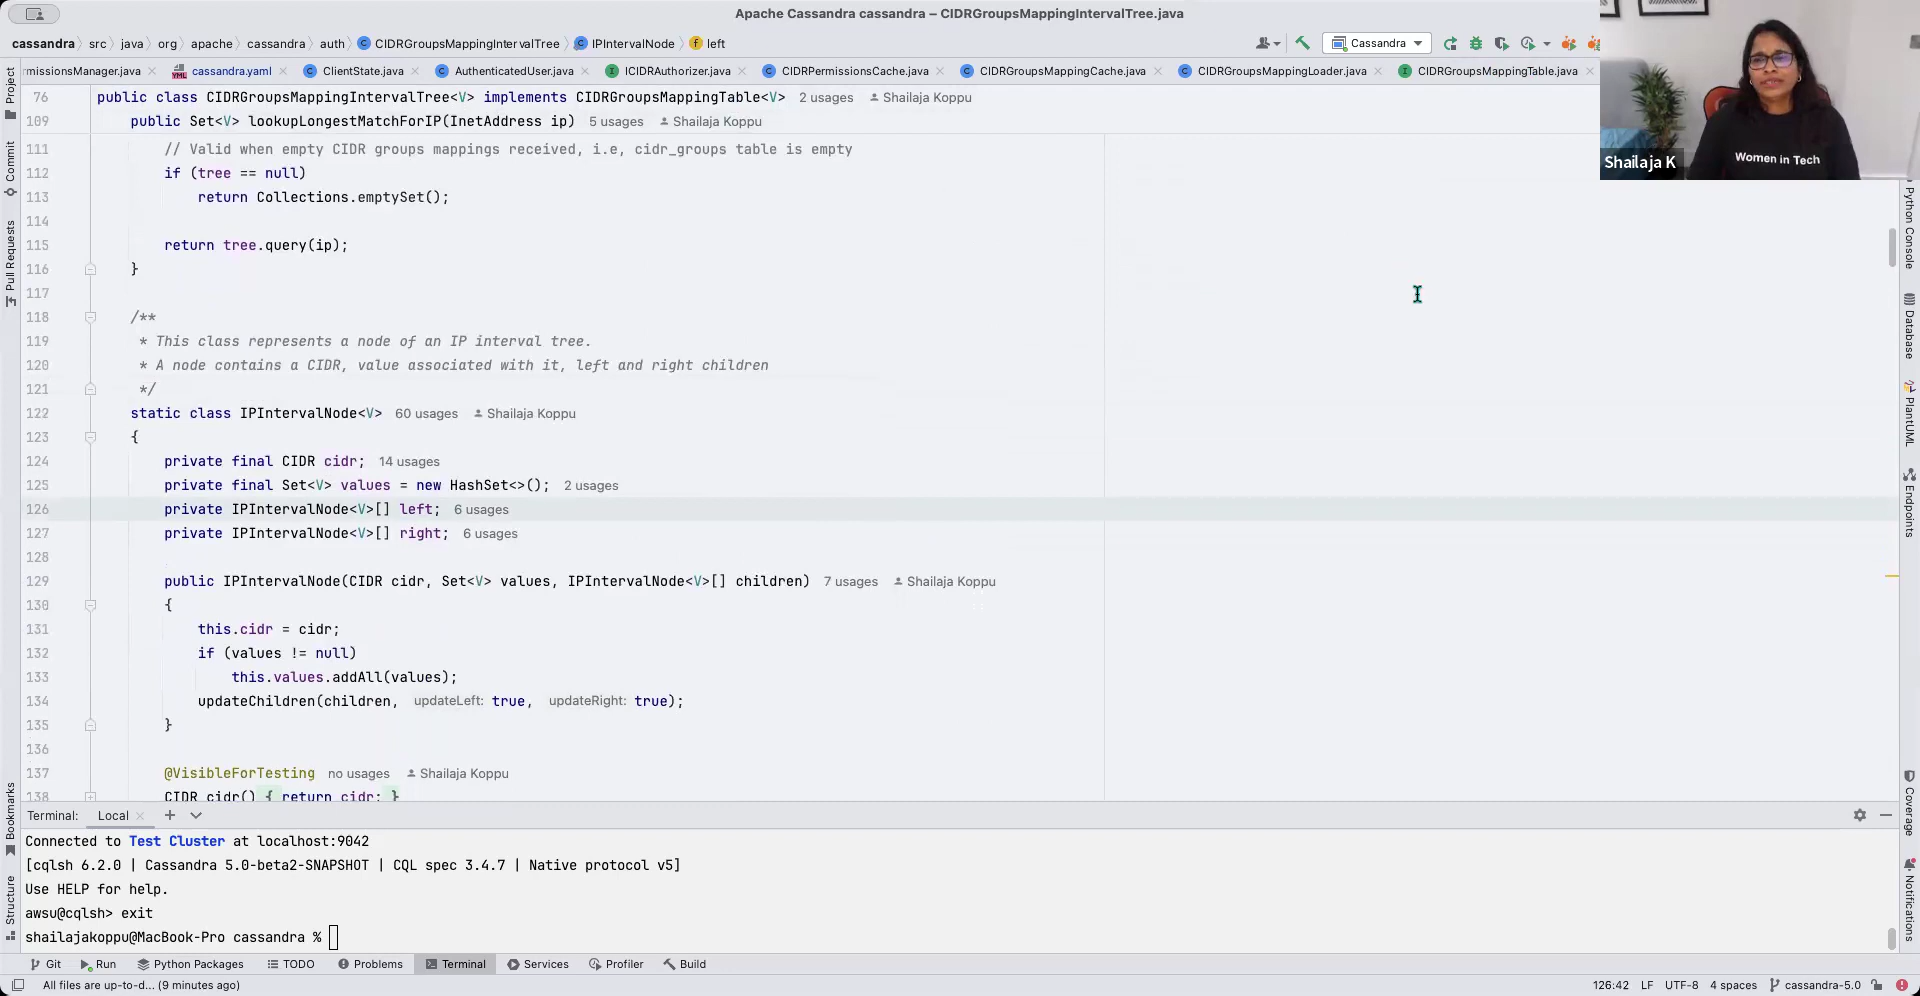 Apache Cassandra cassandra – CIDRGroupsMappingIntervalTree.java
cassandra › src › java › org › apache › cassandra › auth › CIDRGroupsMappingIntervalTree › IPIntervalNode › left
Cassandra
rmissionsManager.java cassandra.yaml ClientState.java AuthenticatedUser.java ICIDRAuthorizer.java CIDRPermissionsCache.java CIDRGroupsMappingCache.java CIDRGroupsMappingLoader.java CIDRGroupsMappingTable.java
76 public class CIDRGroupsMappingIntervalTree<V> implements CIDRGroupsMappingTable<V> 2 usages Shailaja Koppu
109 public Set<V> lookupLongestMatchForIP(InetAddress ip) 5 usages Shailaja Koppu
111 // Valid when empty CIDR groups mappings received, i.e, cidr_groups table is empty
112 if (tree == null)
113 return Collections.emptySet();
114
115 return tree.query(ip);
116 }
117
118 /**
119 * This class represents a node of an IP interval tree.
120 * A node contains a CIDR, value associated with it, left and right children
121 */
122 static class IPIntervalNode<V> 60 usages Shailaja Koppu
123 {
124 private final CIDR cidr; 14 usages
125 private final Set<V> values = new HashSet<>(); 2 usages
126 private IPIntervalNode<V>[] left; 6 usages
127 private IPIntervalNode<V>[] right; 6 usages
128
129 public IPIntervalNode(CIDR cidr, Set<V> values, IPIntervalNode<V>[] children) 7 usages Shailaja Koppu
130 {
131 this.cidr = cidr;
132 if (values != null)
133 this.values.addAll(values);
134 updateChildren(children, updateLeft: true, updateRight: true);
135 }
136
137 @VisibleForTesting no usages Shailaja Koppu
138 CIDR cidr() { return cidr; }
Project
Commit
Pull Requests
Bookmarks
Structure
Women in Tech
Shailaja K
Python Console
Database
PlantUML
Endpoints
Coverage
Notifications
Terminal: Local
Connected to Test Cluster at localhost:9042
[cqlsh 6.2.0 | Cassandra 5.0-beta2-SNAPSHOT | CQL spec 3.4.7 | Native protocol v5]
Use HELP for help.
awsu@cqlsh> exit
shailajakoppu@MacBook-Pro cassandra %
Git Run Python Packages TODO Problems Terminal Services Profiler Build
All files are up-to-d... (9 minutes ago) 126:42 LF UTF-8 4 spaces cassandra-5.0